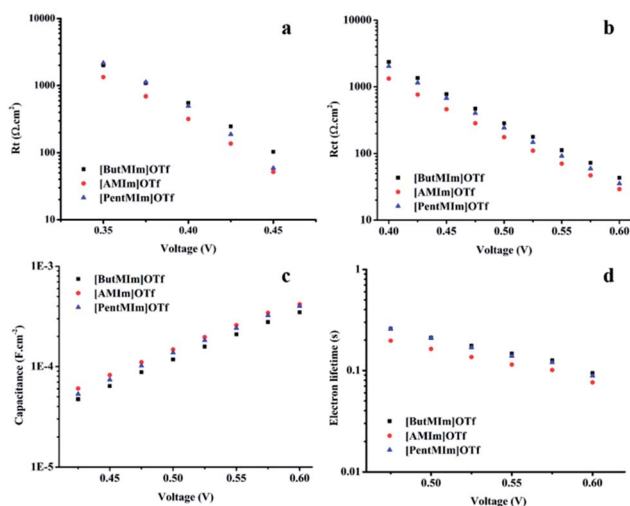 a
10000
1000
100
10
Rt (Ω.cm²)
[ButMIm]OTf
[AMIm]OTf
[PentMIm]OTf
0.35 0.40 0.45
Voltage (V)
b
10000
1000
100
10
Rct (Ω.cm²)
[ButMIm]OTf
[AMIm]OTf
[PentMIm]OTf
0.40 0.45 0.50 0.55 0.60
Voltage (V)
c
1E-3
1E-4
1E-5
Capacitance (F.cm⁻²)
[ButMIm]OTf
[AMIm]OTf
[PentMIm]OTf
0.45 0.50 0.55 0.60
Voltage (V)
d
1
0.1
0.01
Electron lifetime (s)
[ButMIm]OTf
[AMIm]OTf
[PentMIm]OTf
0.50 0.55 0.60
Voltage (V)